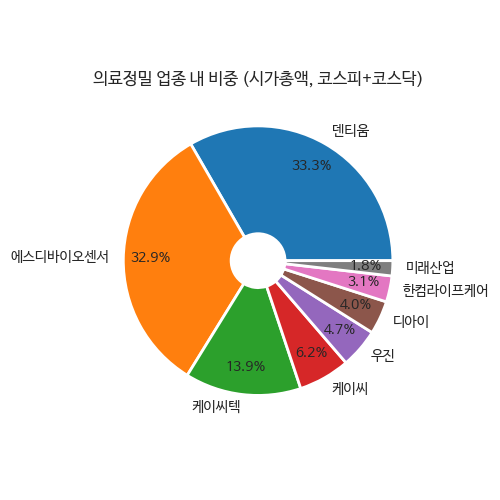 의료정밀 업종 내 비중 (시가총액, 코스피+코스닥)
덴티움
33.3%
에스디바이오센서
32.9%
케이씨텍
13.9%
케이씨
6.2%
우진
4.7%
디아이
4.0%
한컴라이프케어
3.1%
미래산업
1.8%